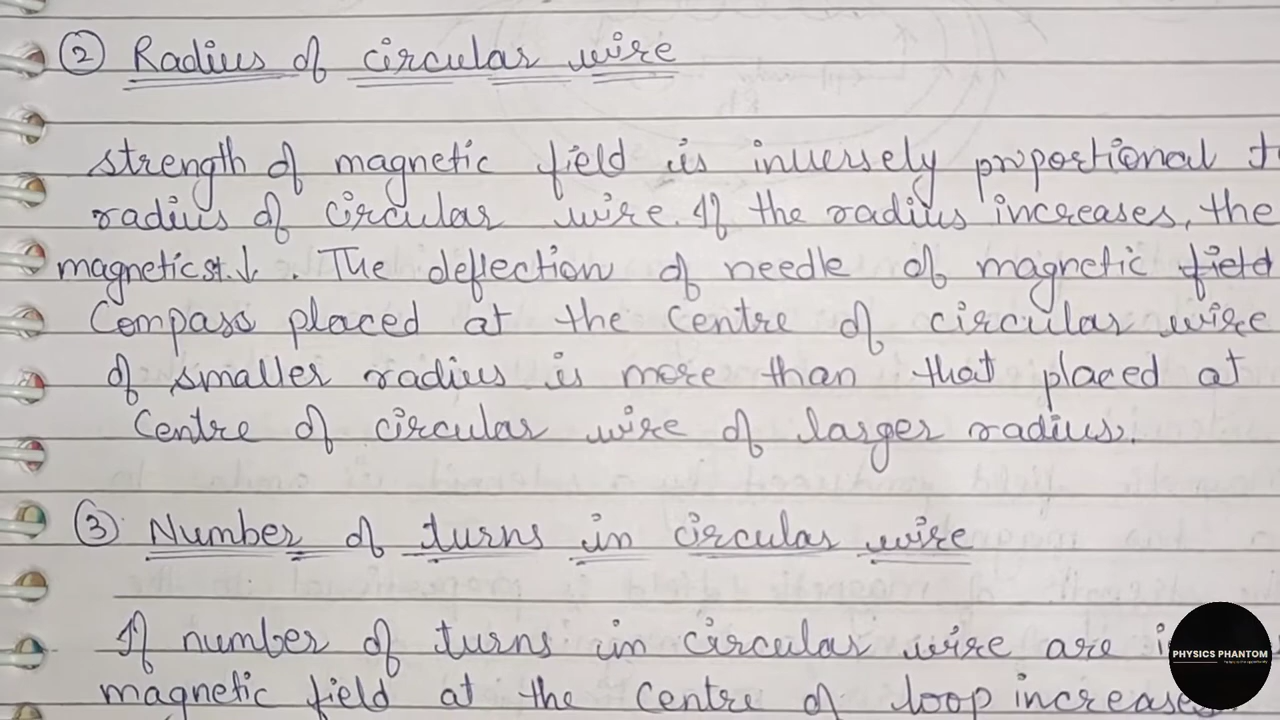 ② Radius of circular wire
strength of magnetic field is inversely proportional t
radius of circular wire. If the radius increases, the
magnetic st. ↓ . The deflection of needle of magnetic field
Compass placed at the centre of circular wire
of smaller radius is more than that placed at
Centre of circular wire of larger radius.
③ Number of turns in circular wire
If number of turns in circular wire are i
magnetic field at the centre of loop increases
PHYSICS PHANTOM